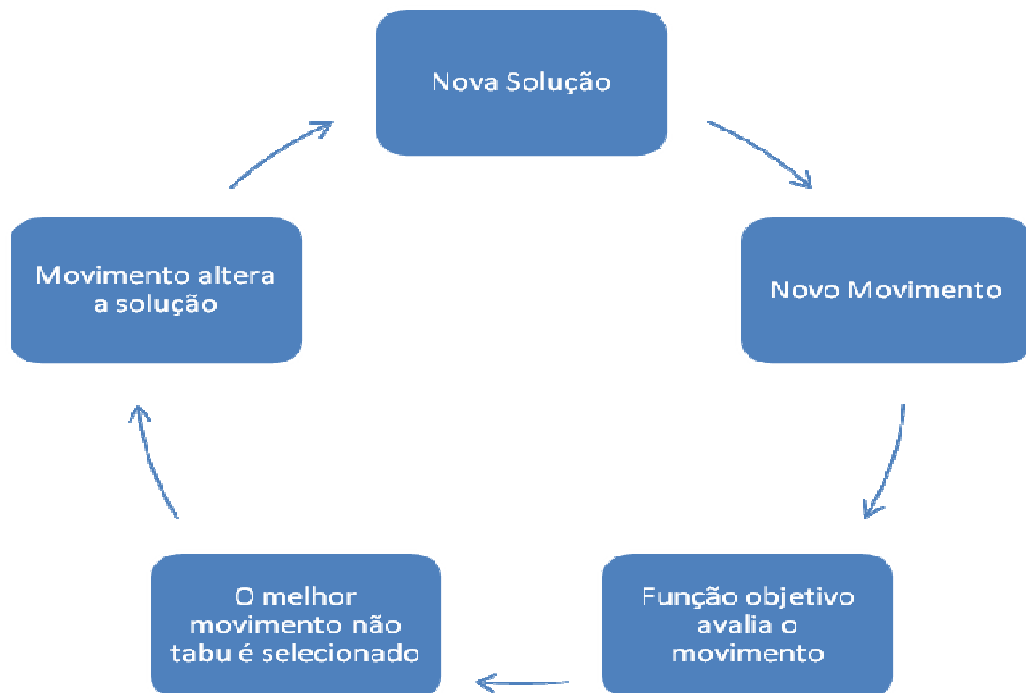 Nova Solução
Novo Movimento
Função objetivo
avalia o
movimento
O melhor
movimento não
tabu é selecionado
Movimento altera
a solução